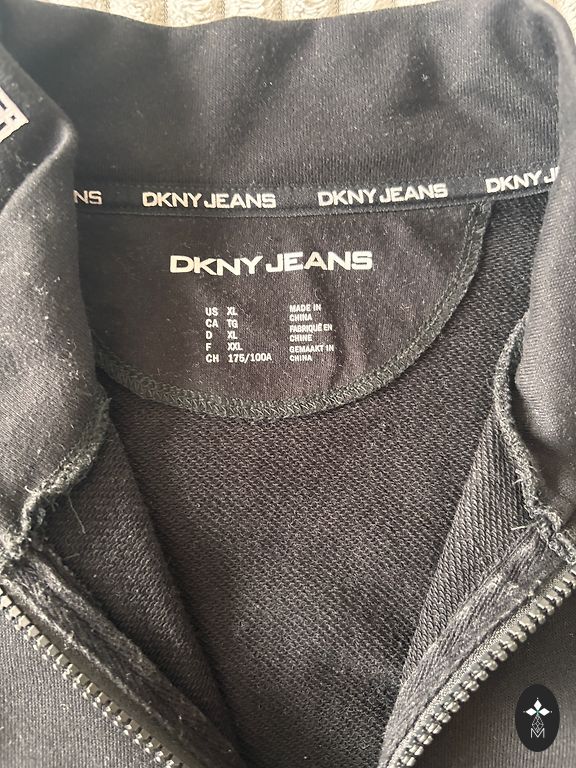 NS DKNY JEANS DKNY JEANS DKNY J
DKNY JEANS
US XL
CA TG
D XL
F XXL
CH 175/100A
MADE IN
CHINA
FABRIQUÉ EN
CHINE
GEMAAKT IN
CHINA
M